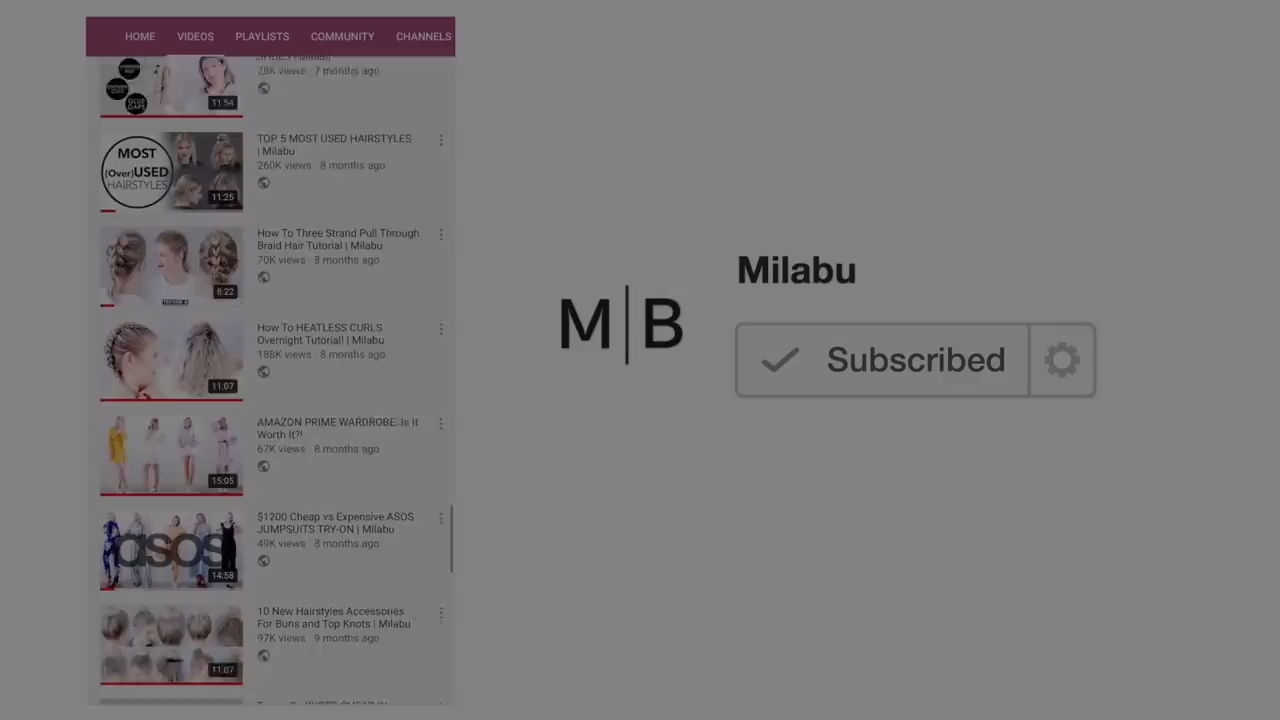 HOME VIDEOS PLAYLISTS COMMUNITY CHANNELS
28K views · 7 months ago
11:54
TOP 5 MOST USED HAIRSTYLES
| Milabu
260K views · 8 months ago
MOST
(Over)USED
HAIRSTYLES
11:25
How To Three Strand Pull Through
Braid Hair Tutorial | Milabu
70K views · 8 months ago
8:22
How To HEATLESS CURLS
Overnight Tutorial! | Milabu
188K views · 8 months ago
11:07
AMAZON PRIME WARDROBE: Is It
Worth It?!
67K views · 8 months ago
15:05
$1200 Cheap vs Expensive ASOS
JUMPSUITS TRY-ON | Milabu
49K views · 8 months ago
asos
14:58
10 New Hairstyles Accessories
For Buns and Top Knots | Milabu
97K views · 9 months ago
11:07
M|B
Milabu
Subscribed